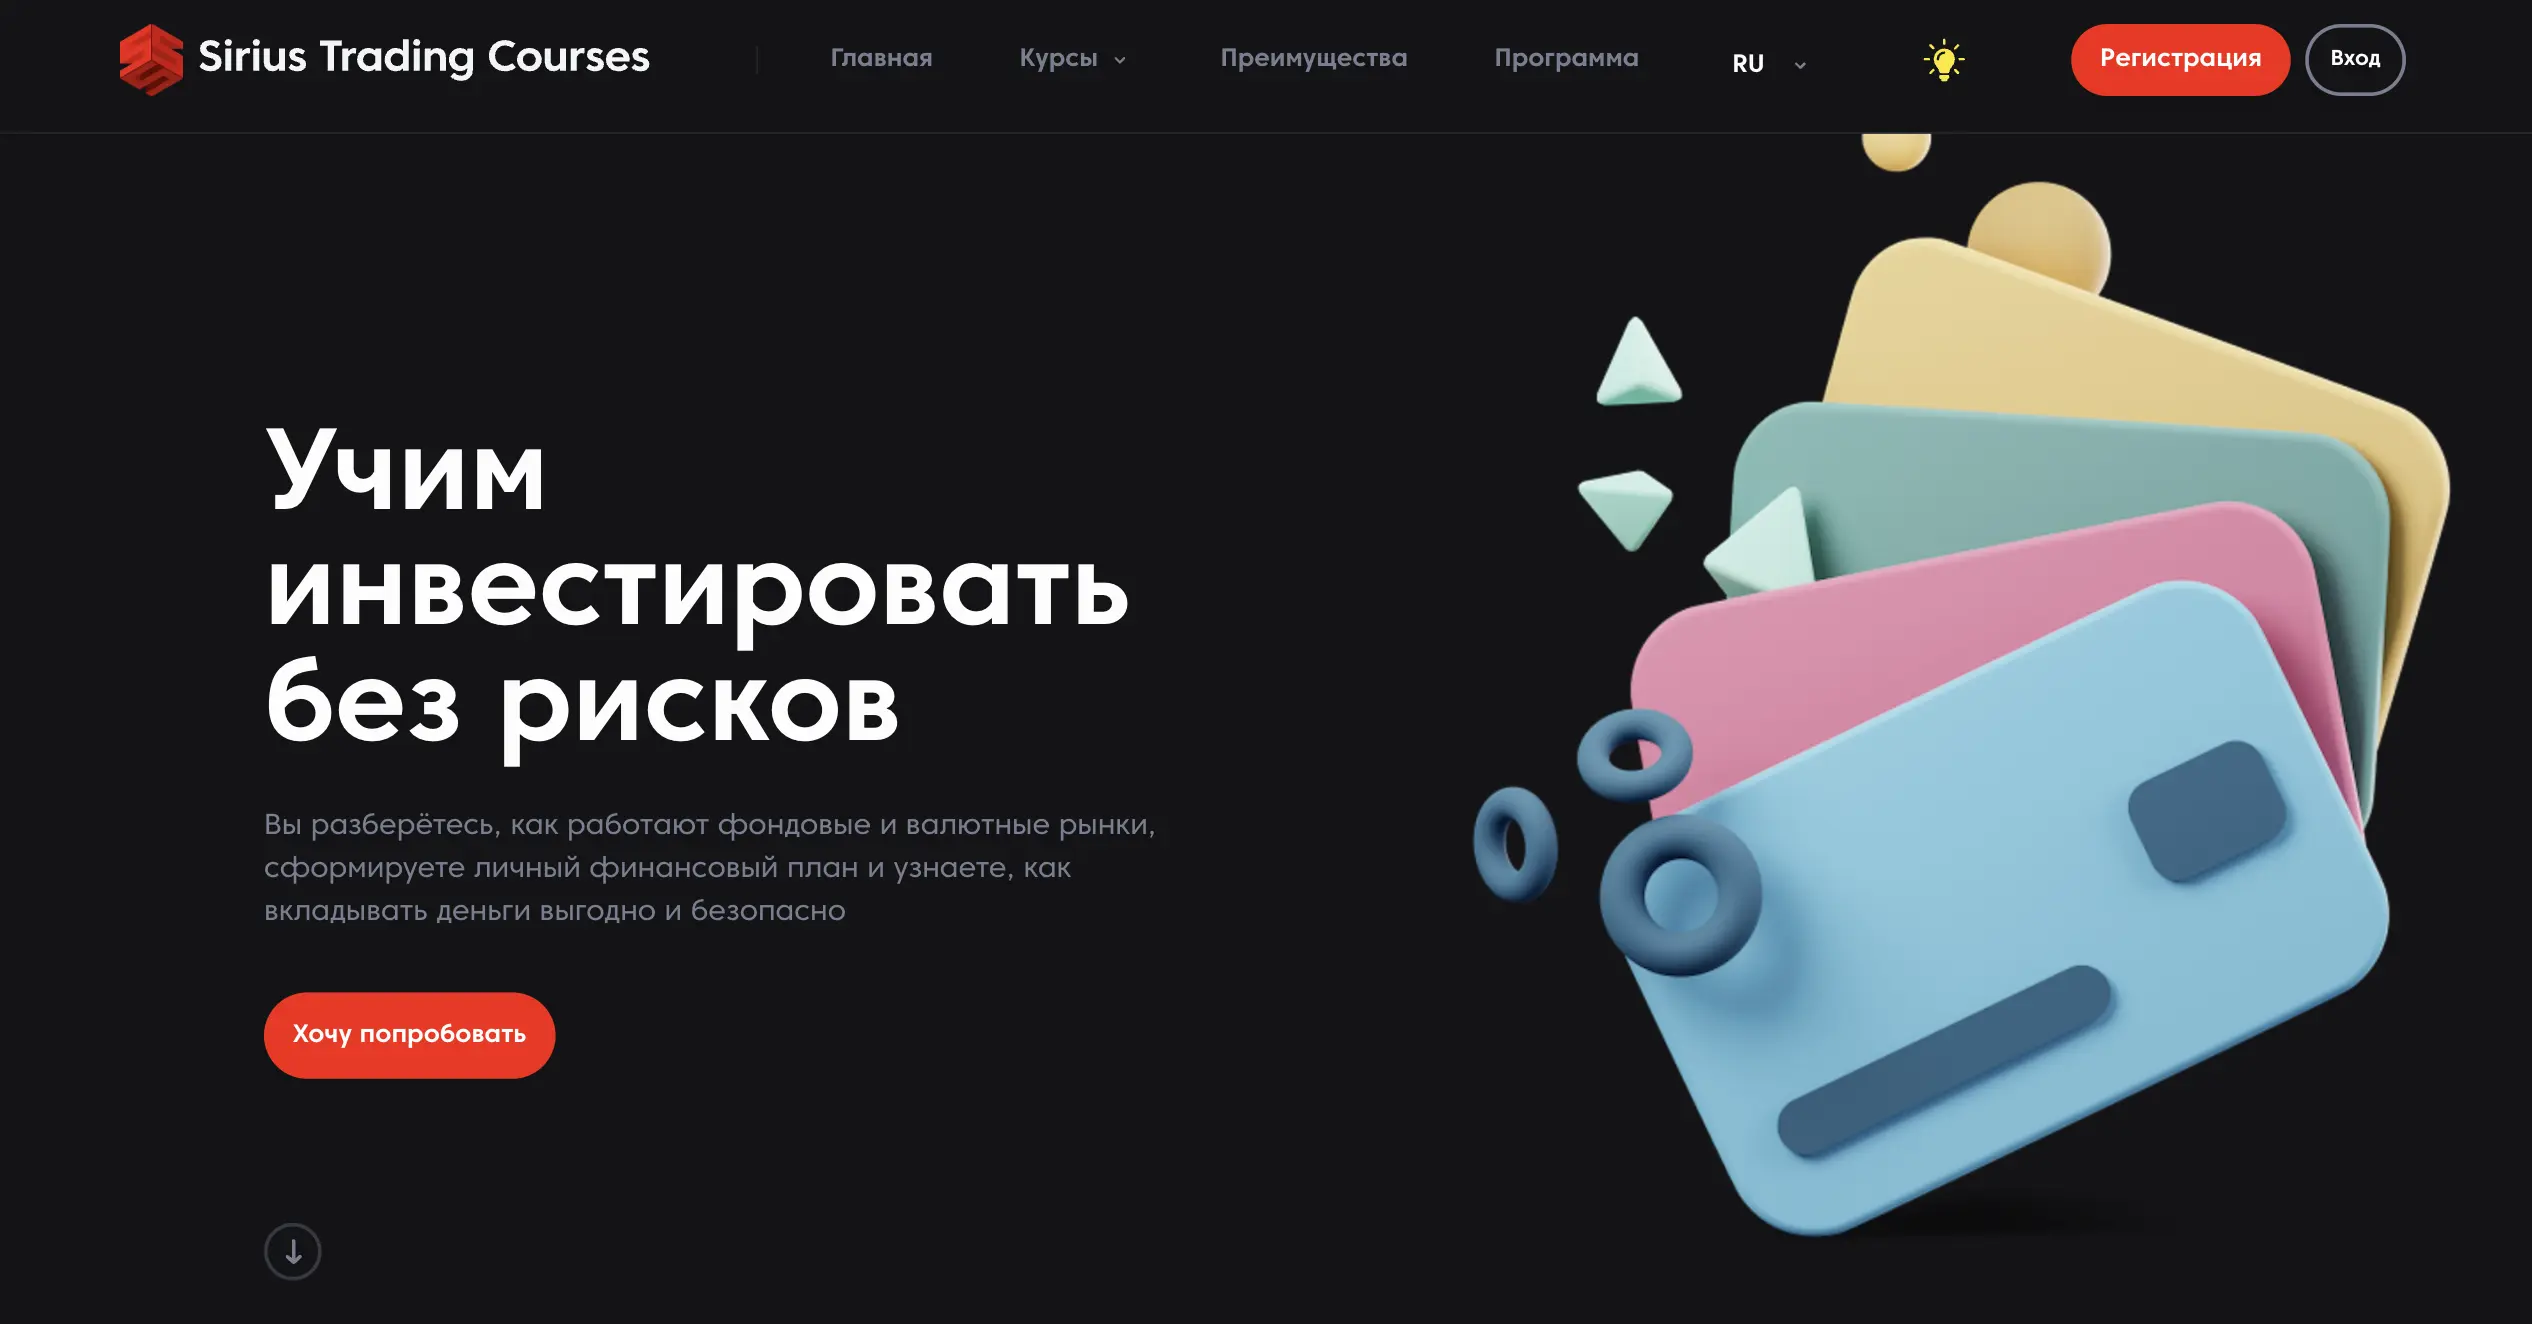 Sirius Trading Courses
Главная
Курсы
Преимущества
Программа
RU
Регистрация
Вход
Учим
инвестировать
без рисков
Вы разберётесь, как работают фондовые и валютные рынки,
сформируете личный финансовый план и узнаете, как
вкладывать деньги выгодно и безопасно
Хочу попробовать